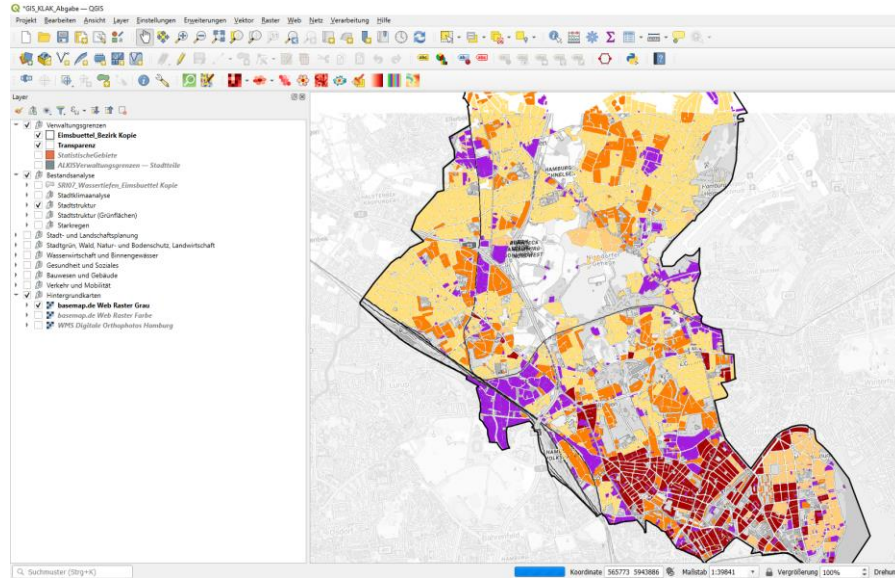 *GIS_KLAK_Abgabe — QGIS
Projekt Bearbeiten Ansicht Layer Einstellungen Erweiterungen Vektor Raster Web Netz Verarbeitung Hilfe
Layer
Verwaltungsgrenzen
Eimsbuettel_Bezirk Kopie
Transparenz
StatistischeGebiete
ALKISVerwaltungsgrenzen — Stadtteile
Bestandsanalyse
SRI07_Wassertiefen_Eimsbuettel Kopie
Stadtklimaanalyse
Stadtstruktur
Stadtstruktur (Grünflächen)
Starkregen
Stadt- und Landschaftsplanung
Stadtgrün, Wald, Natur- und Bodenschutz, Landwirtschaft
Wasserwirtschaft und Binnengewässer
Gesundheit und Soziales
Bauwesen und Gebäude
Verkehr und Mobilität
Hintergrundkarten
basemap.de Web Raster Grau
basemap.de Web Raster Farbe
WMS Digitale Orthophotos Hamburg
HAMBURG
Suchmuster (Strg+K)
Koordinate 565773 5943886
Maßstab 1:39841
Vergrößerung 100%